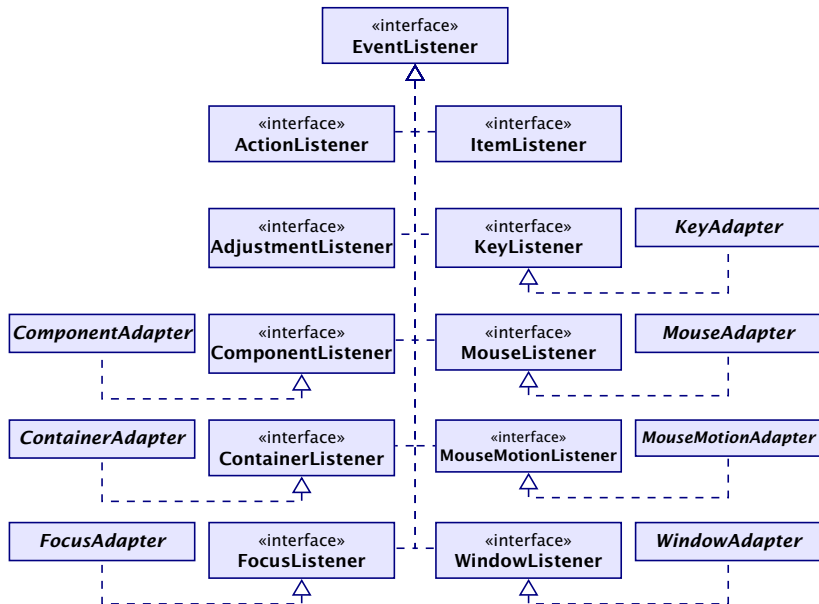 «interface»
EventListener
«interface»
ActionListener
«interface»
ItemListener
«interface»
AdjustmentListener
«interface»
KeyListener
KeyAdapter
ComponentAdapter
«interface»
ComponentListener
«interface»
MouseListener
MouseAdapter
ContainerAdapter
«interface»
ContainerListener
«interface»
MouseMotionListener
MouseMotionAdapter
FocusAdapter
«interface»
FocusListener
«interface»
WindowListener
WindowAdapter